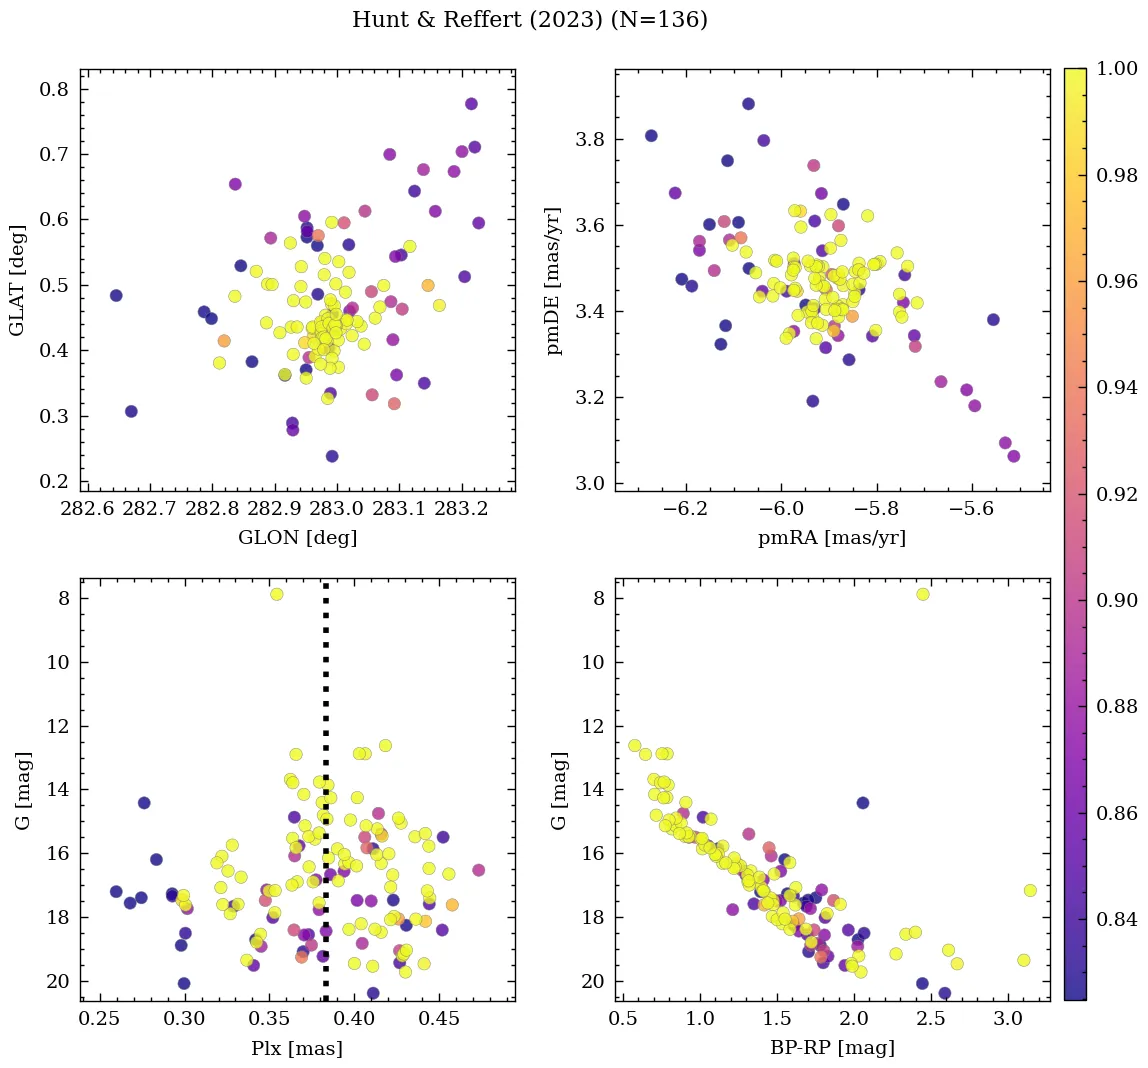 Hunt & Reffert (2023) (N=136)
0.8
0.7
0.6
0.5
0.4
0.3
0.2
GLAT [deg]
282.6 282.7 282.8 282.9 283.0 283.1 283.2
GLON [deg]
3.8
3.6
3.4
3.2
3.0
pmDE [mas/yr]
−6.2 −6.0 −5.8 −5.6
pmRA [mas/yr]
8
10
12
14
16
18
20
G [mag]
0.25 0.30 0.35 0.40 0.45
Plx [mas]
8
10
12
14
16
18
20
G [mag]
0.5 1.0 1.5 2.0 2.5 3.0
BP-RP [mag]
1.00
0.98
0.96
0.94
0.92
0.90
0.88
0.86
0.84